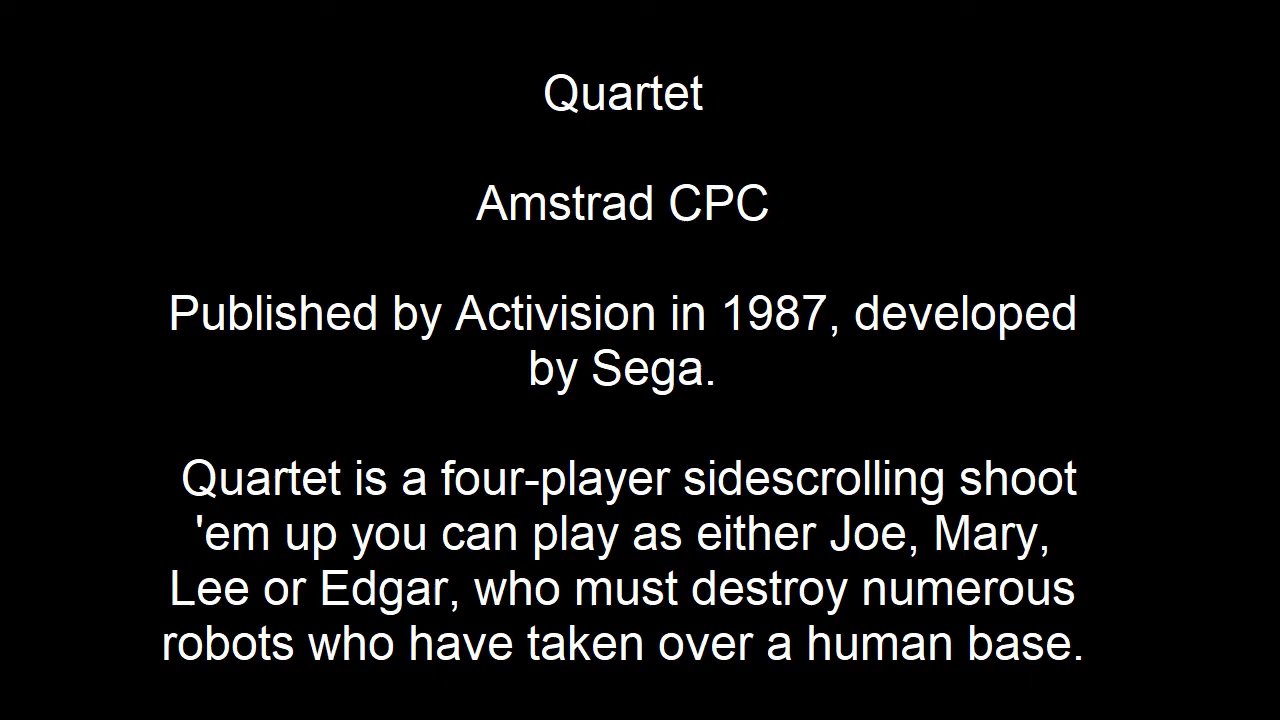 Quartet
Amstrad CPC
Published by Activision in 1987, developed
by Sega.
Quartet is a four-player sidescrolling shoot
'em up you can play as either Joe, Mary,
Lee or Edgar, who must destroy numerous
robots who have taken over a human base.